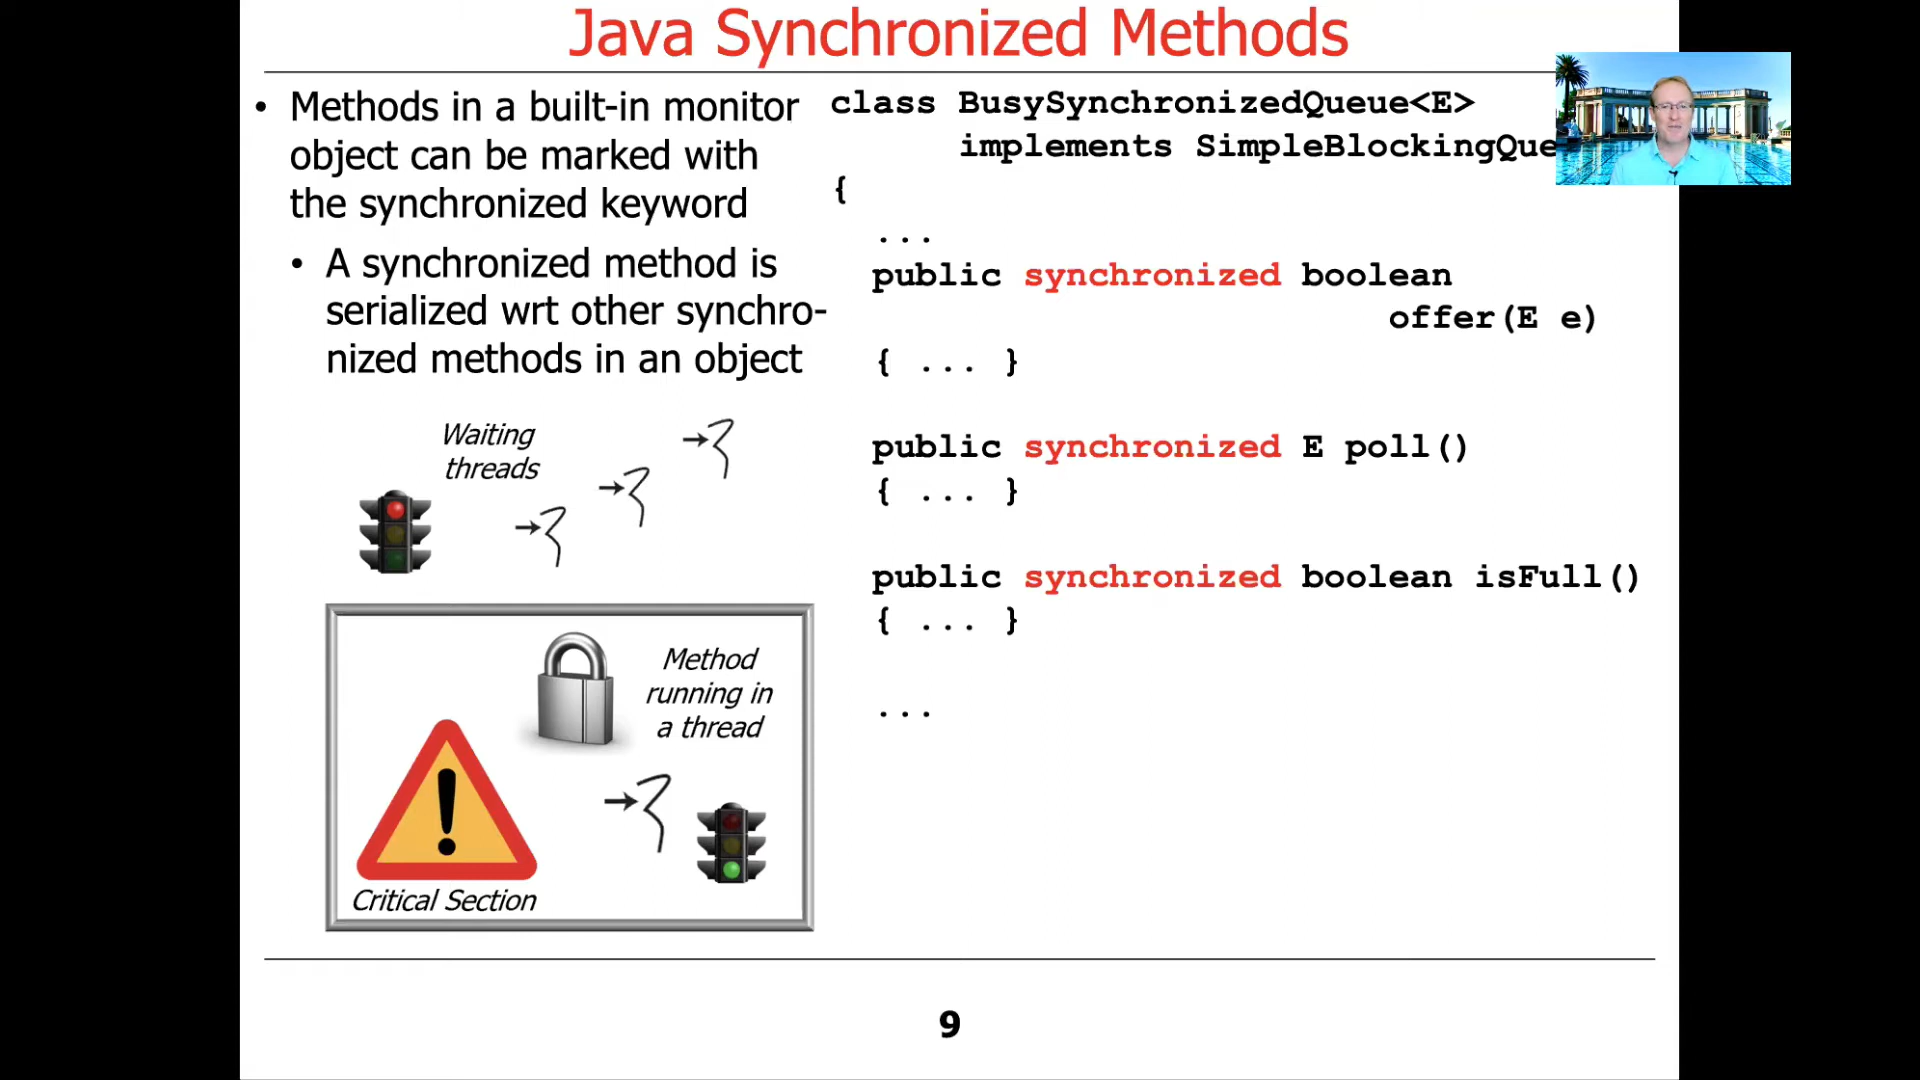 Java Synchronized Methods
• Methods in a built-in monitor
object can be marked with
the synchronized keyword
• A synchronized method is
serialized wrt other synchro-
nized methods in an object
Waiting
threads
Method
running in
a thread
Critical Section
class BusySynchronizedQueue<E>
implements SimpleBlockingQue
{
...
public synchronized boolean
offer(E e)
{ ... }
public synchronized E poll()
{ ... }
public synchronized boolean isFull()
{ ... }
...
9